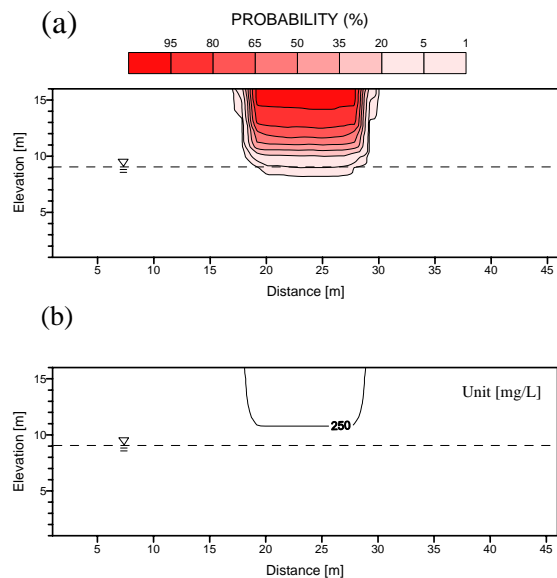 (a)
PROBABILITY (%)
95 80 65 50 35 20 5 1
15
10
5
Elevation [m]
5 10 15 20 25 30 35 40 45
Distance [m]
(b)
15
10
5
Elevation [m]
Unit [mg/L]
250
5 10 15 20 25 30 35 40 45
Distance [m]